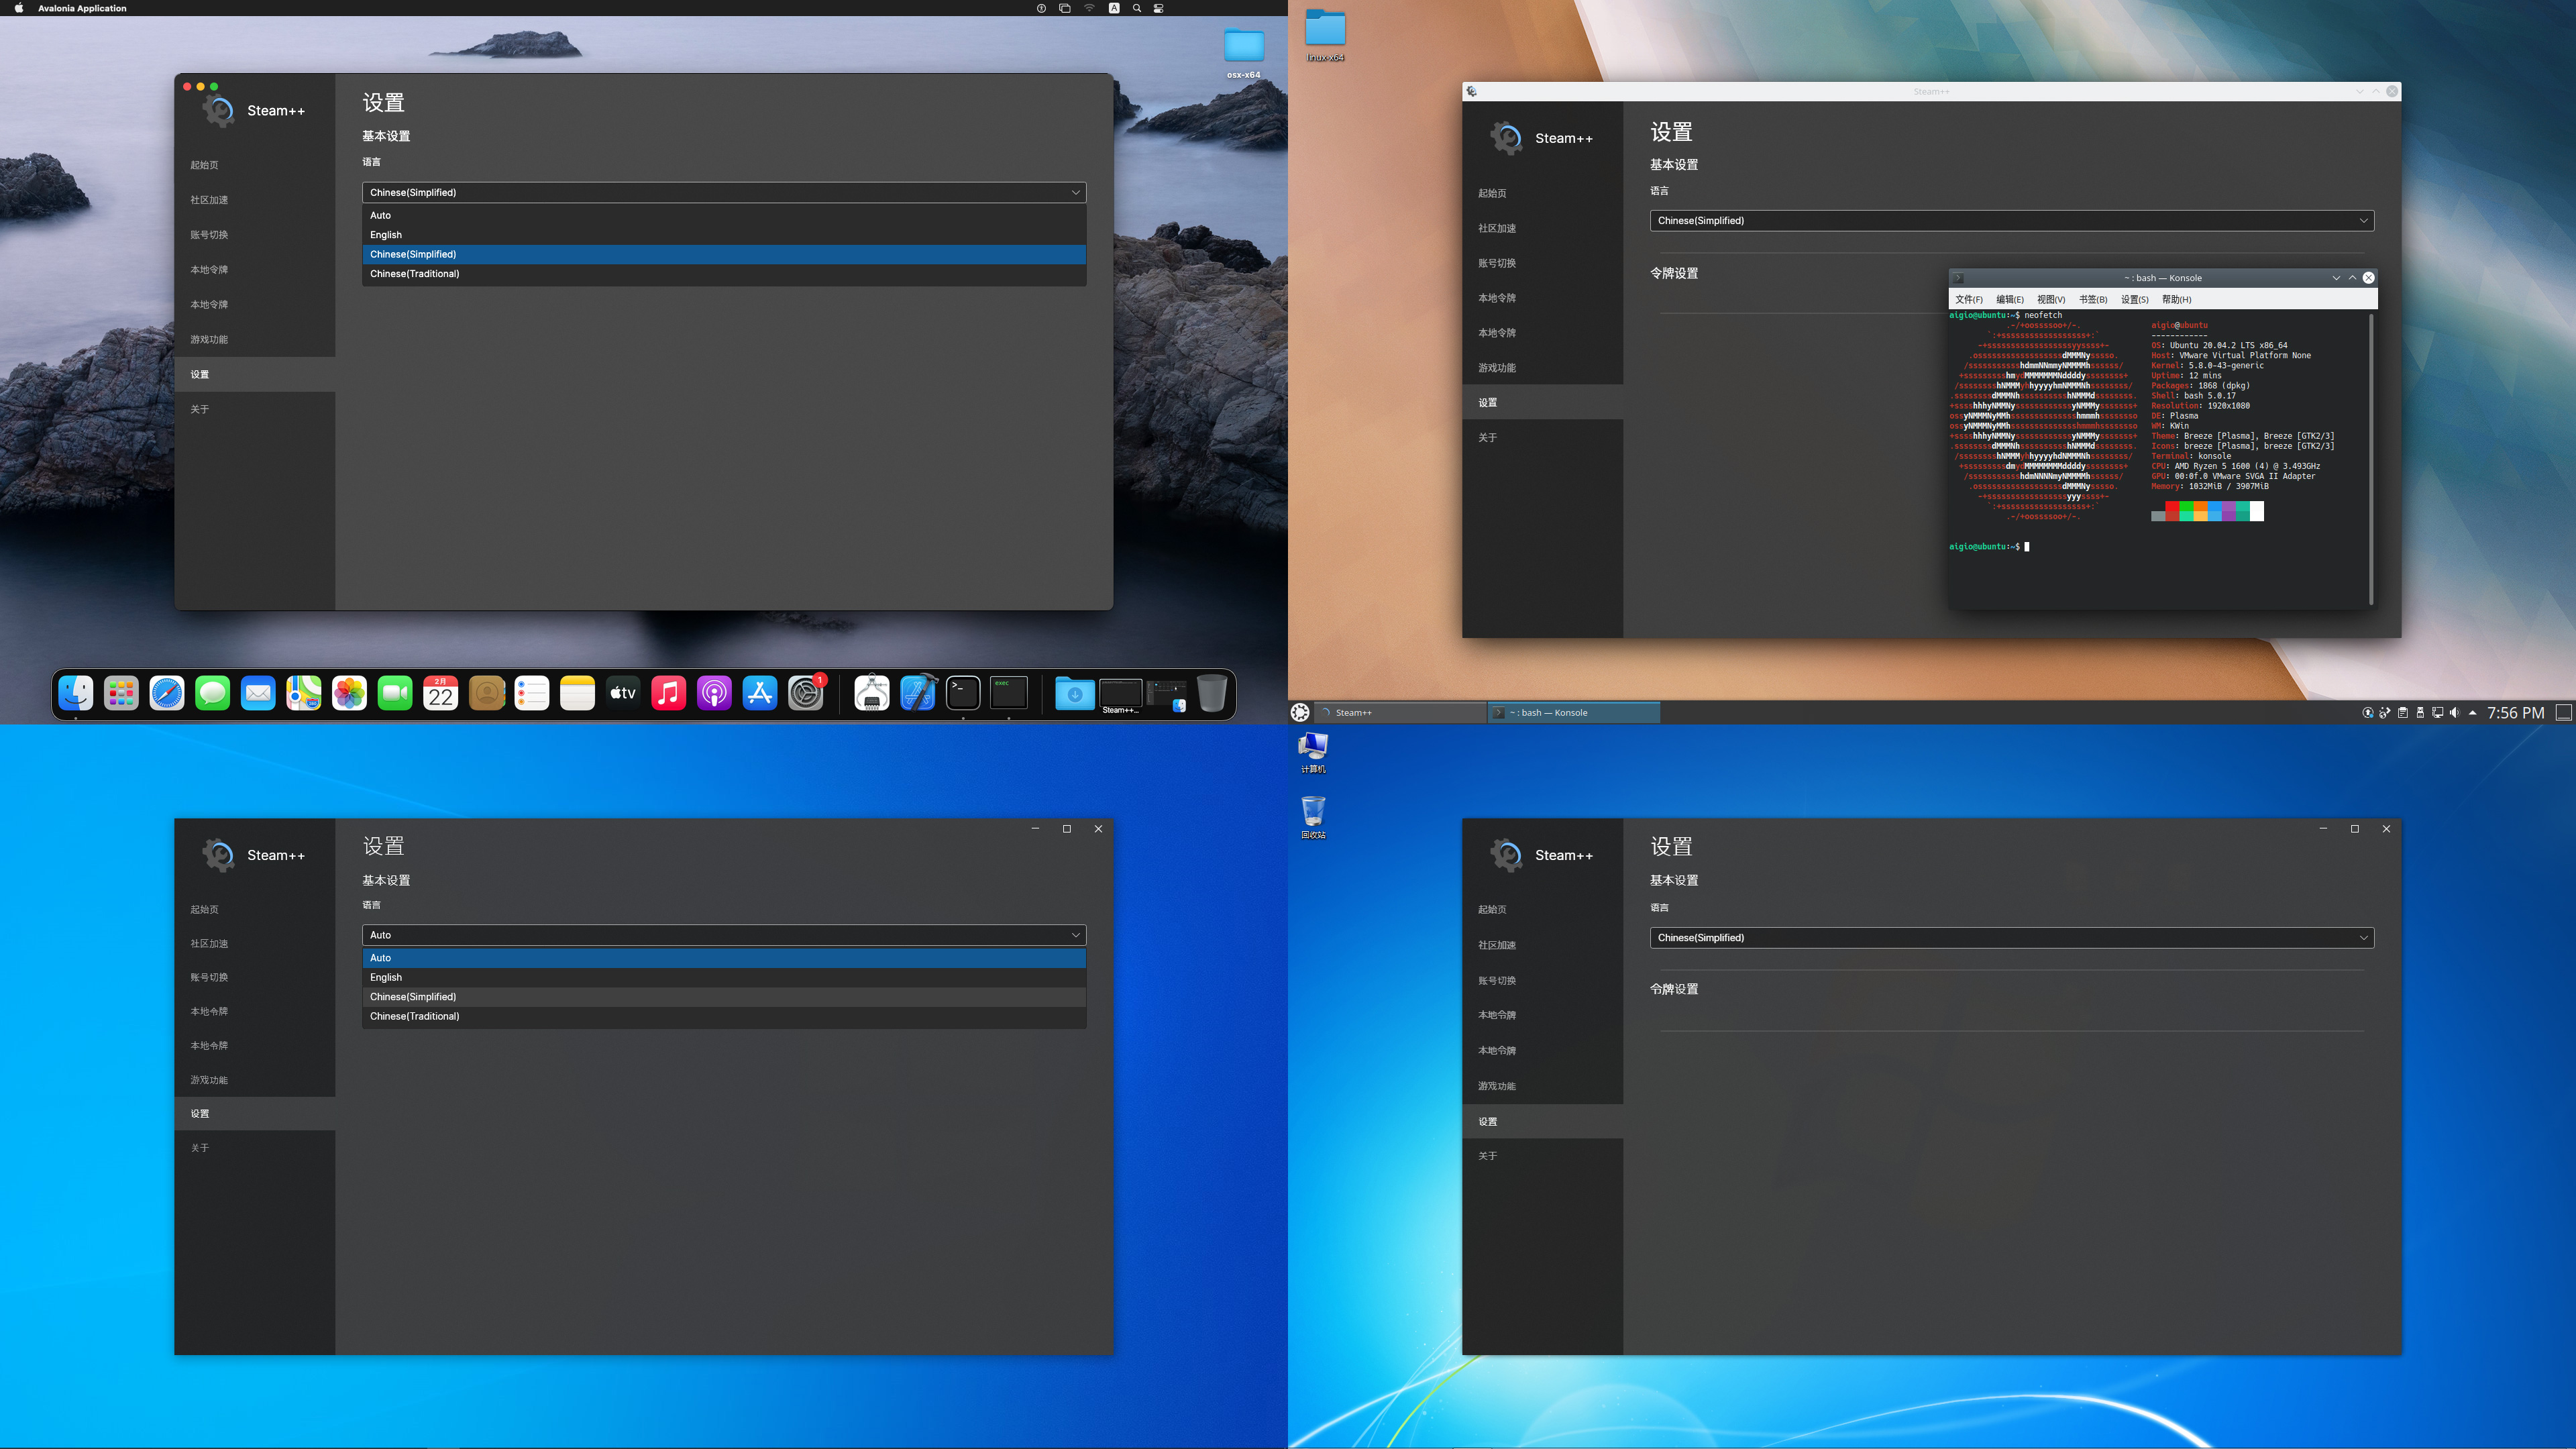 Avalonia Application
A
osx-x64
Steam++
起始页
社区加速
账号切换
本地令牌
本地令牌
游戏功能
设置
关于
设置
基本设置
语言
Chinese(Simplified)
Auto
English
Chinese(Simplified)
Chinese(Traditional)
2月
22
tv
1
>_
exec
Steam++...
linux-x64
Steam++
Steam++
起始页
社区加速
账号切换
本地令牌
本地令牌
游戏功能
设置
关于
设置
基本设置
语言
Chinese(Simplified)
令牌设置
~ : bash — Konsole
文件(F) 编辑(E) 视图(V) 书签(B) 设置(S) 帮助(H)
aigio@ubuntu:~$ neofetch
aigio@ubuntu
------------
OS: Ubuntu 20.04.2 LTS x86_64
Host: VMware Virtual Platform None
Kernel: 5.8.0-43-generic
Uptime: 12 mins
Packages: 1868 (dpkg)
Shell: bash 5.0.17
Resolution: 1920x1080
DE: Plasma
WM: KWin
Theme: Breeze [Plasma], Breeze [GTK2/3]
Icons: breeze [Plasma], breeze [GTK2/3]
Terminal: konsole
CPU: AMD Ryzen 5 1600 (4) @ 3.493GHz
GPU: 00:0f.0 VMware SVGA II Adapter
Memory: 1032MiB / 3907MiB
aigio@ubuntu:~$
Steam++
~ : bash — Konsole
7:56 PM
Steam++
起始页
社区加速
账号切换
本地令牌
本地令牌
游戏功能
设置
关于
设置
基本设置
语言
Auto
Auto
English
Chinese(Simplified)
Chinese(Traditional)
计算机
回收站
Steam++
起始页
社区加速
账号切换
本地令牌
本地令牌
游戏功能
设置
关于
设置
基本设置
语言
Chinese(Simplified)
令牌设置